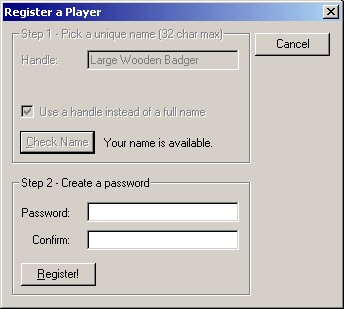 Register a Player
Step 1 - Pick a unique name (32 char max)
Cancel
Handle: Large Wooden Badger
Use a handle instead of a full name
Check Name Your name is available.
Step 2 - Create a password
Password:
Confirm:
Register!